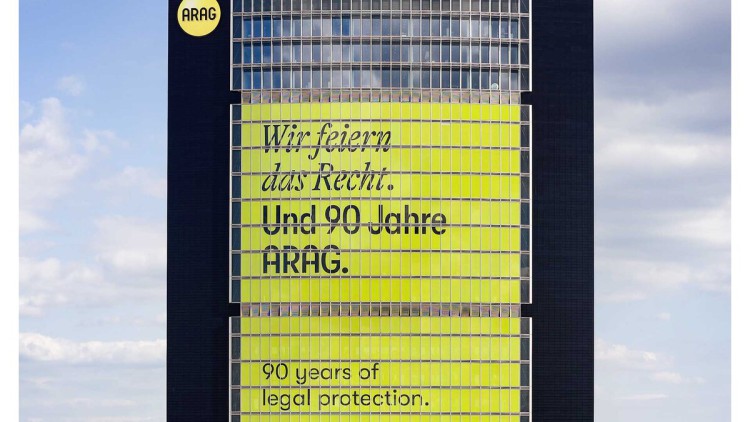 ARAG
Wir feiern
das Recht.
Und 90 Jahre
ARAG.
90 years of
legal protection.